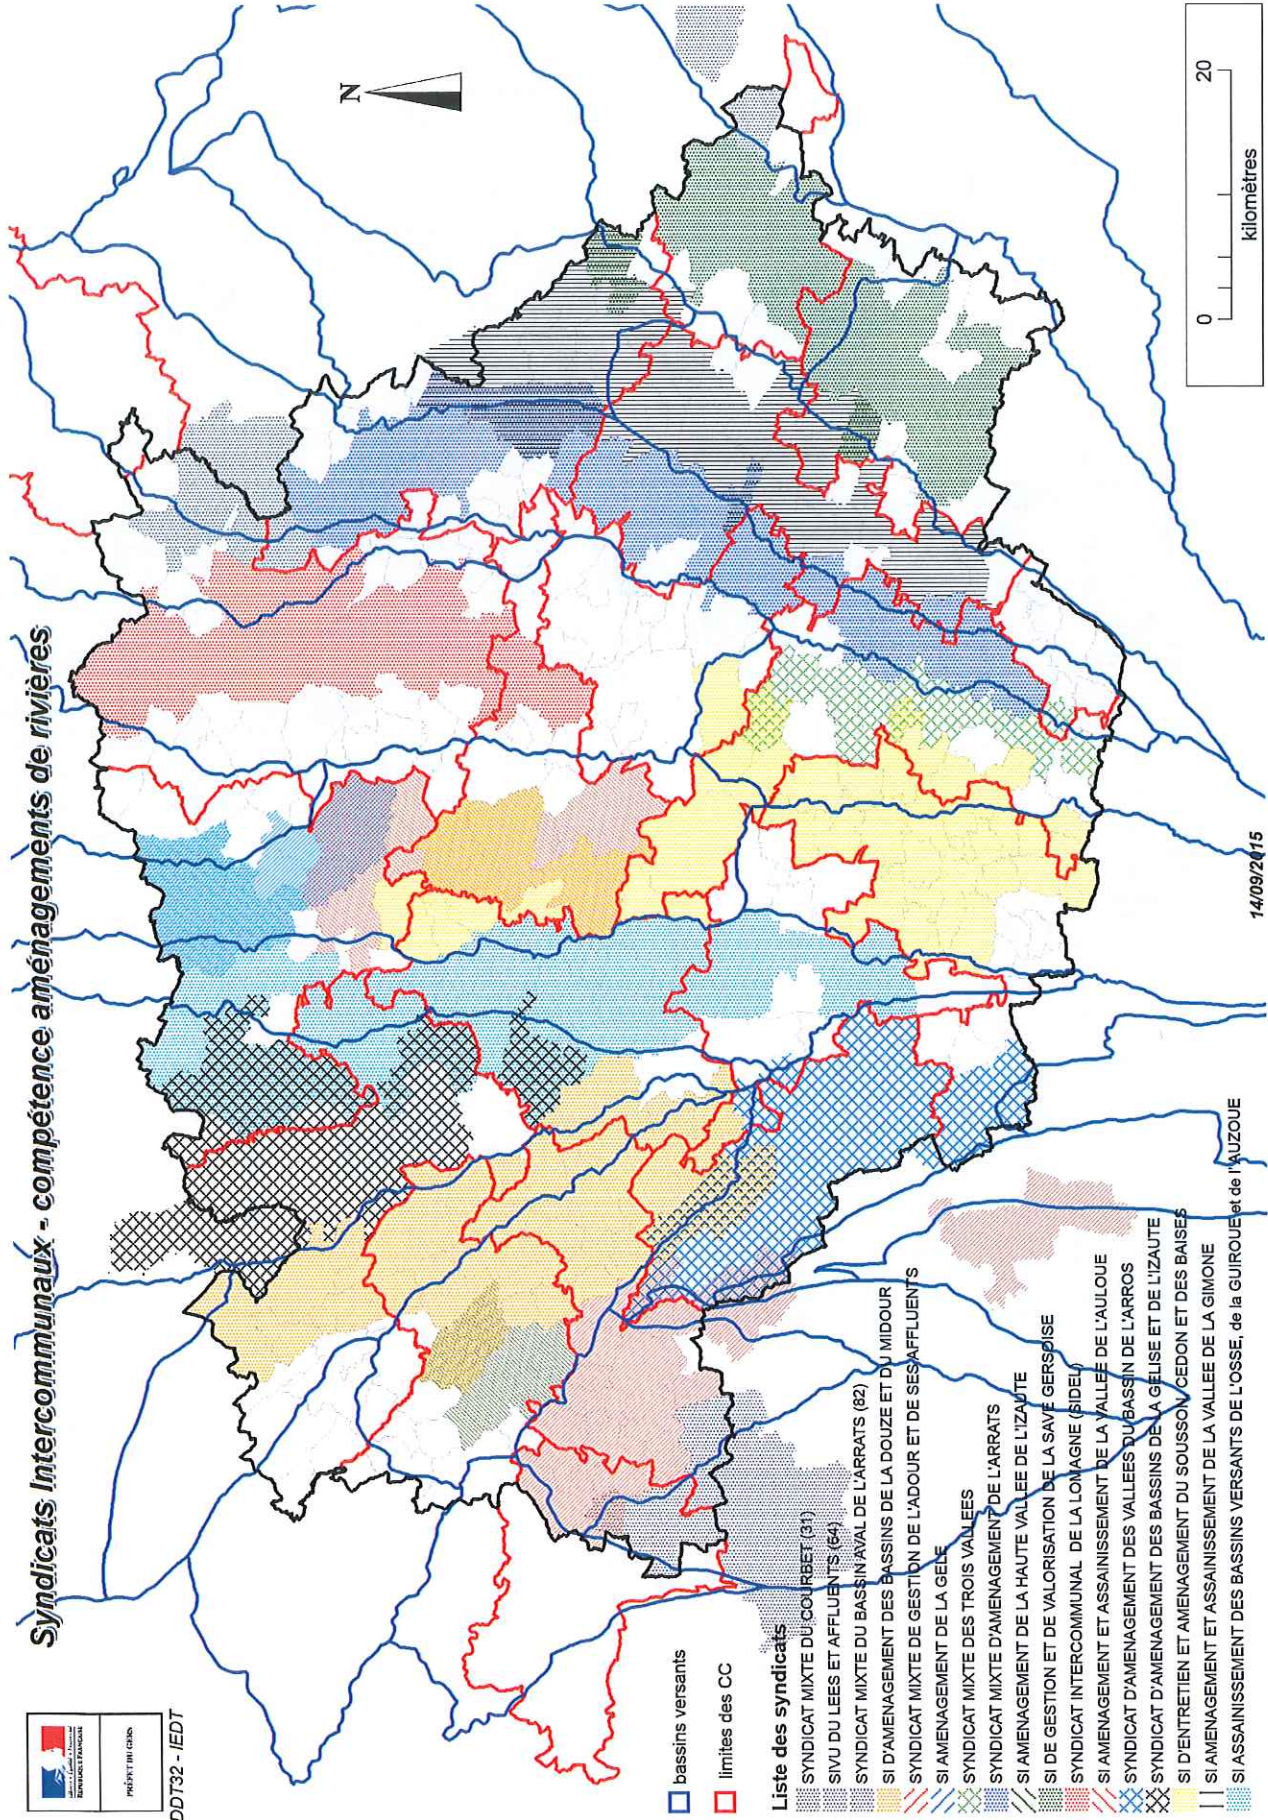 Syndicats Intercommunaux - compétence aménagements de rivières
RÉPUBLIQUE FRANÇAISE
PRÉFET DU GERS
DDT32 - IEDT
N
bassins versants
limites des CC
Liste des syndicats
SYNDICAT MIXTE DU COURBET (31)
SIVU DU LEES ET AFFLUENTS (64)
SYNDICAT MIXTE DU BASSIN AVAL DE L'ARRATS (82)
SI D'AMENAGEMENT DES BASSINS DE LA DOUZE ET DU MIDOUR
SYNDICAT MIXTE DE GESTION DE L'ADOUR ET DE SES AFFLUENTS
SI AMENAGEMENT DE LA GELE
SYNDICAT MIXTE DES TROIS VALLEES
SYNDICAT MIXTE D'AMENAGEMENT DE L'ARRATS
SI AMENAGEMENT DE LA HAUTE VALLEE DE L'IZAUTE
SI DE GESTION ET DE VALORISATION DE LA SAVE GERSOISE
SYNDICAT INTERCOMMUNAL DE LA LOMAGNE (SIDEL)
SI AMENAGEMENT ET ASSAINISSEMENT DE LA VALLEE DE L'AULOUE
SYNDICAT D'AMENAGEMENT DES VALLEES DU BASSIN DE L'ARROS
SYNDICAT D'AMENAGEMENT DES BASSINS DE LA GELISE ET DE L'IZAUTE
SI D'ENTRETIEN ET AMENAGEMENT DU SOUSSON, CEDON ET DES BAISES
SI AMENAGEMENT ET ASSAINISSEMENT DE LA VALLEE DE LA GIMONE
SI ASSAINISSEMENT DES BASSINS VERSANTS DE L'OSSE, de la GUIROUE et de l'AUZOUE
14/09/2015
0 20
kilomètres